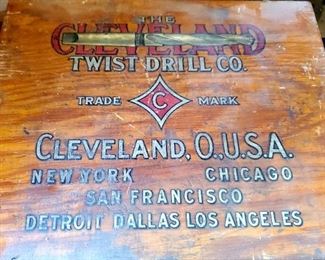 THE
CLEVELAND
TWIST DRILL CO.
TRADE C MARK
CLEVELAND, O., U.S.A.
NEW YORK CHICAGO
SAN FRANCISCO
DETROIT DALLAS LOS ANGELES